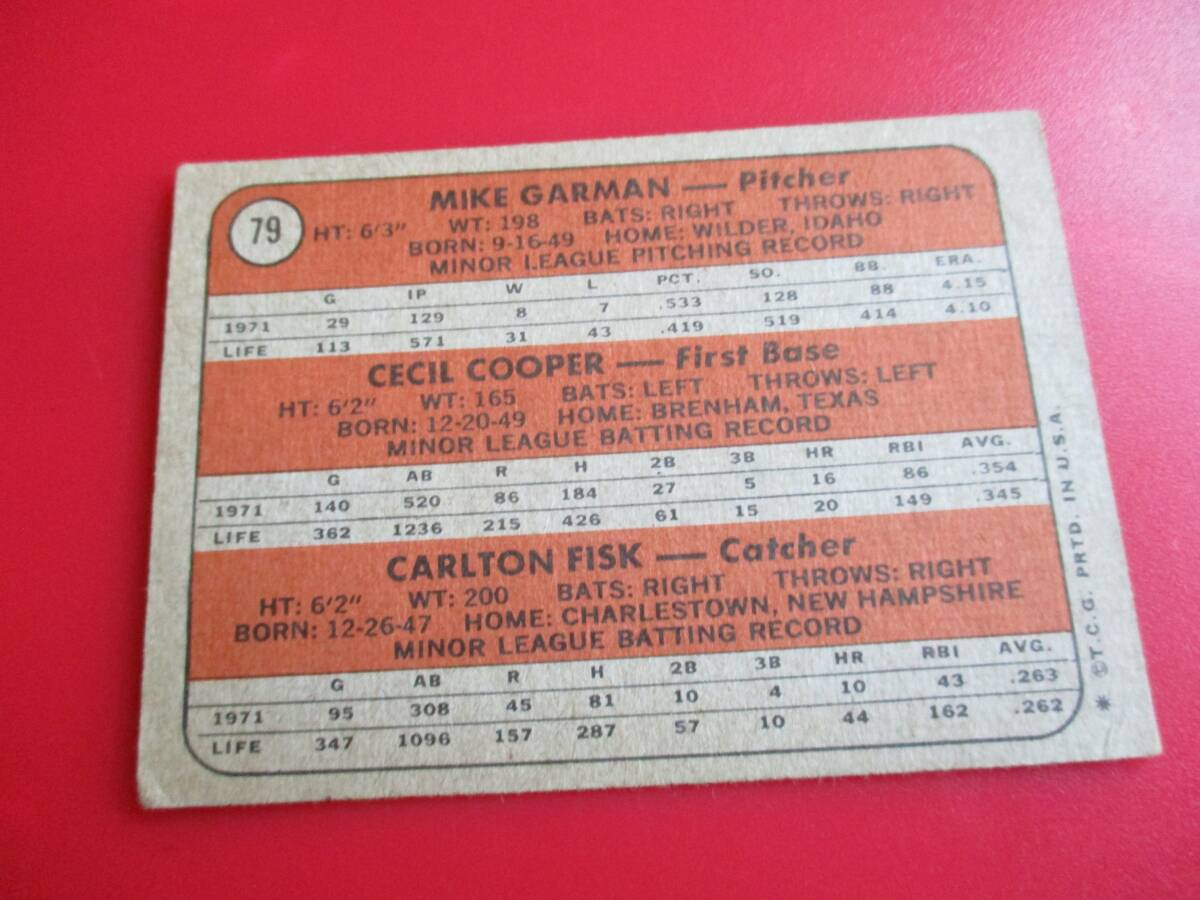 79
MIKE GARMAN — Pitcher
HT: 6'3" WT: 198 BATS: RIGHT THROWS: RIGHT
BORN: 9-16-49 HOME: WILDER, IDAHO
MINOR LEAGUE PITCHING RECORD
G IP W L PCT. SO. BB. ERA.
1971 29 129 8 7 .533 128 88 4.15
LIFE 113 571 31 43 .419 519 414 4.10
CECIL COOPER — First Base
HT: 6'2" WT: 165 BATS: LEFT THROWS: LEFT
BORN: 12-20-49 HOME: BRENHAM, TEXAS
MINOR LEAGUE BATTING RECORD
G AB R H 2B 3B HR RBI AVG.
1971 140 520 86 184 27 5 16 86 .354
LIFE 362 1236 215 426 61 15 20 149 .345
CARLTON FISK — Catcher
HT: 6'2" WT: 200 BATS: RIGHT THROWS: RIGHT
BORN: 12-26-47 HOME: CHARLESTOWN, NEW HAMPSHIRE
MINOR LEAGUE BATTING RECORD
G AB R H 2B 3B HR RBI AVG.
1971 95 308 45 81 10 4 10 43 .263
LIFE 347 1096 157 287 57 10 44 162 .262
* ©T.C.G. PRTD. IN U.S.A.